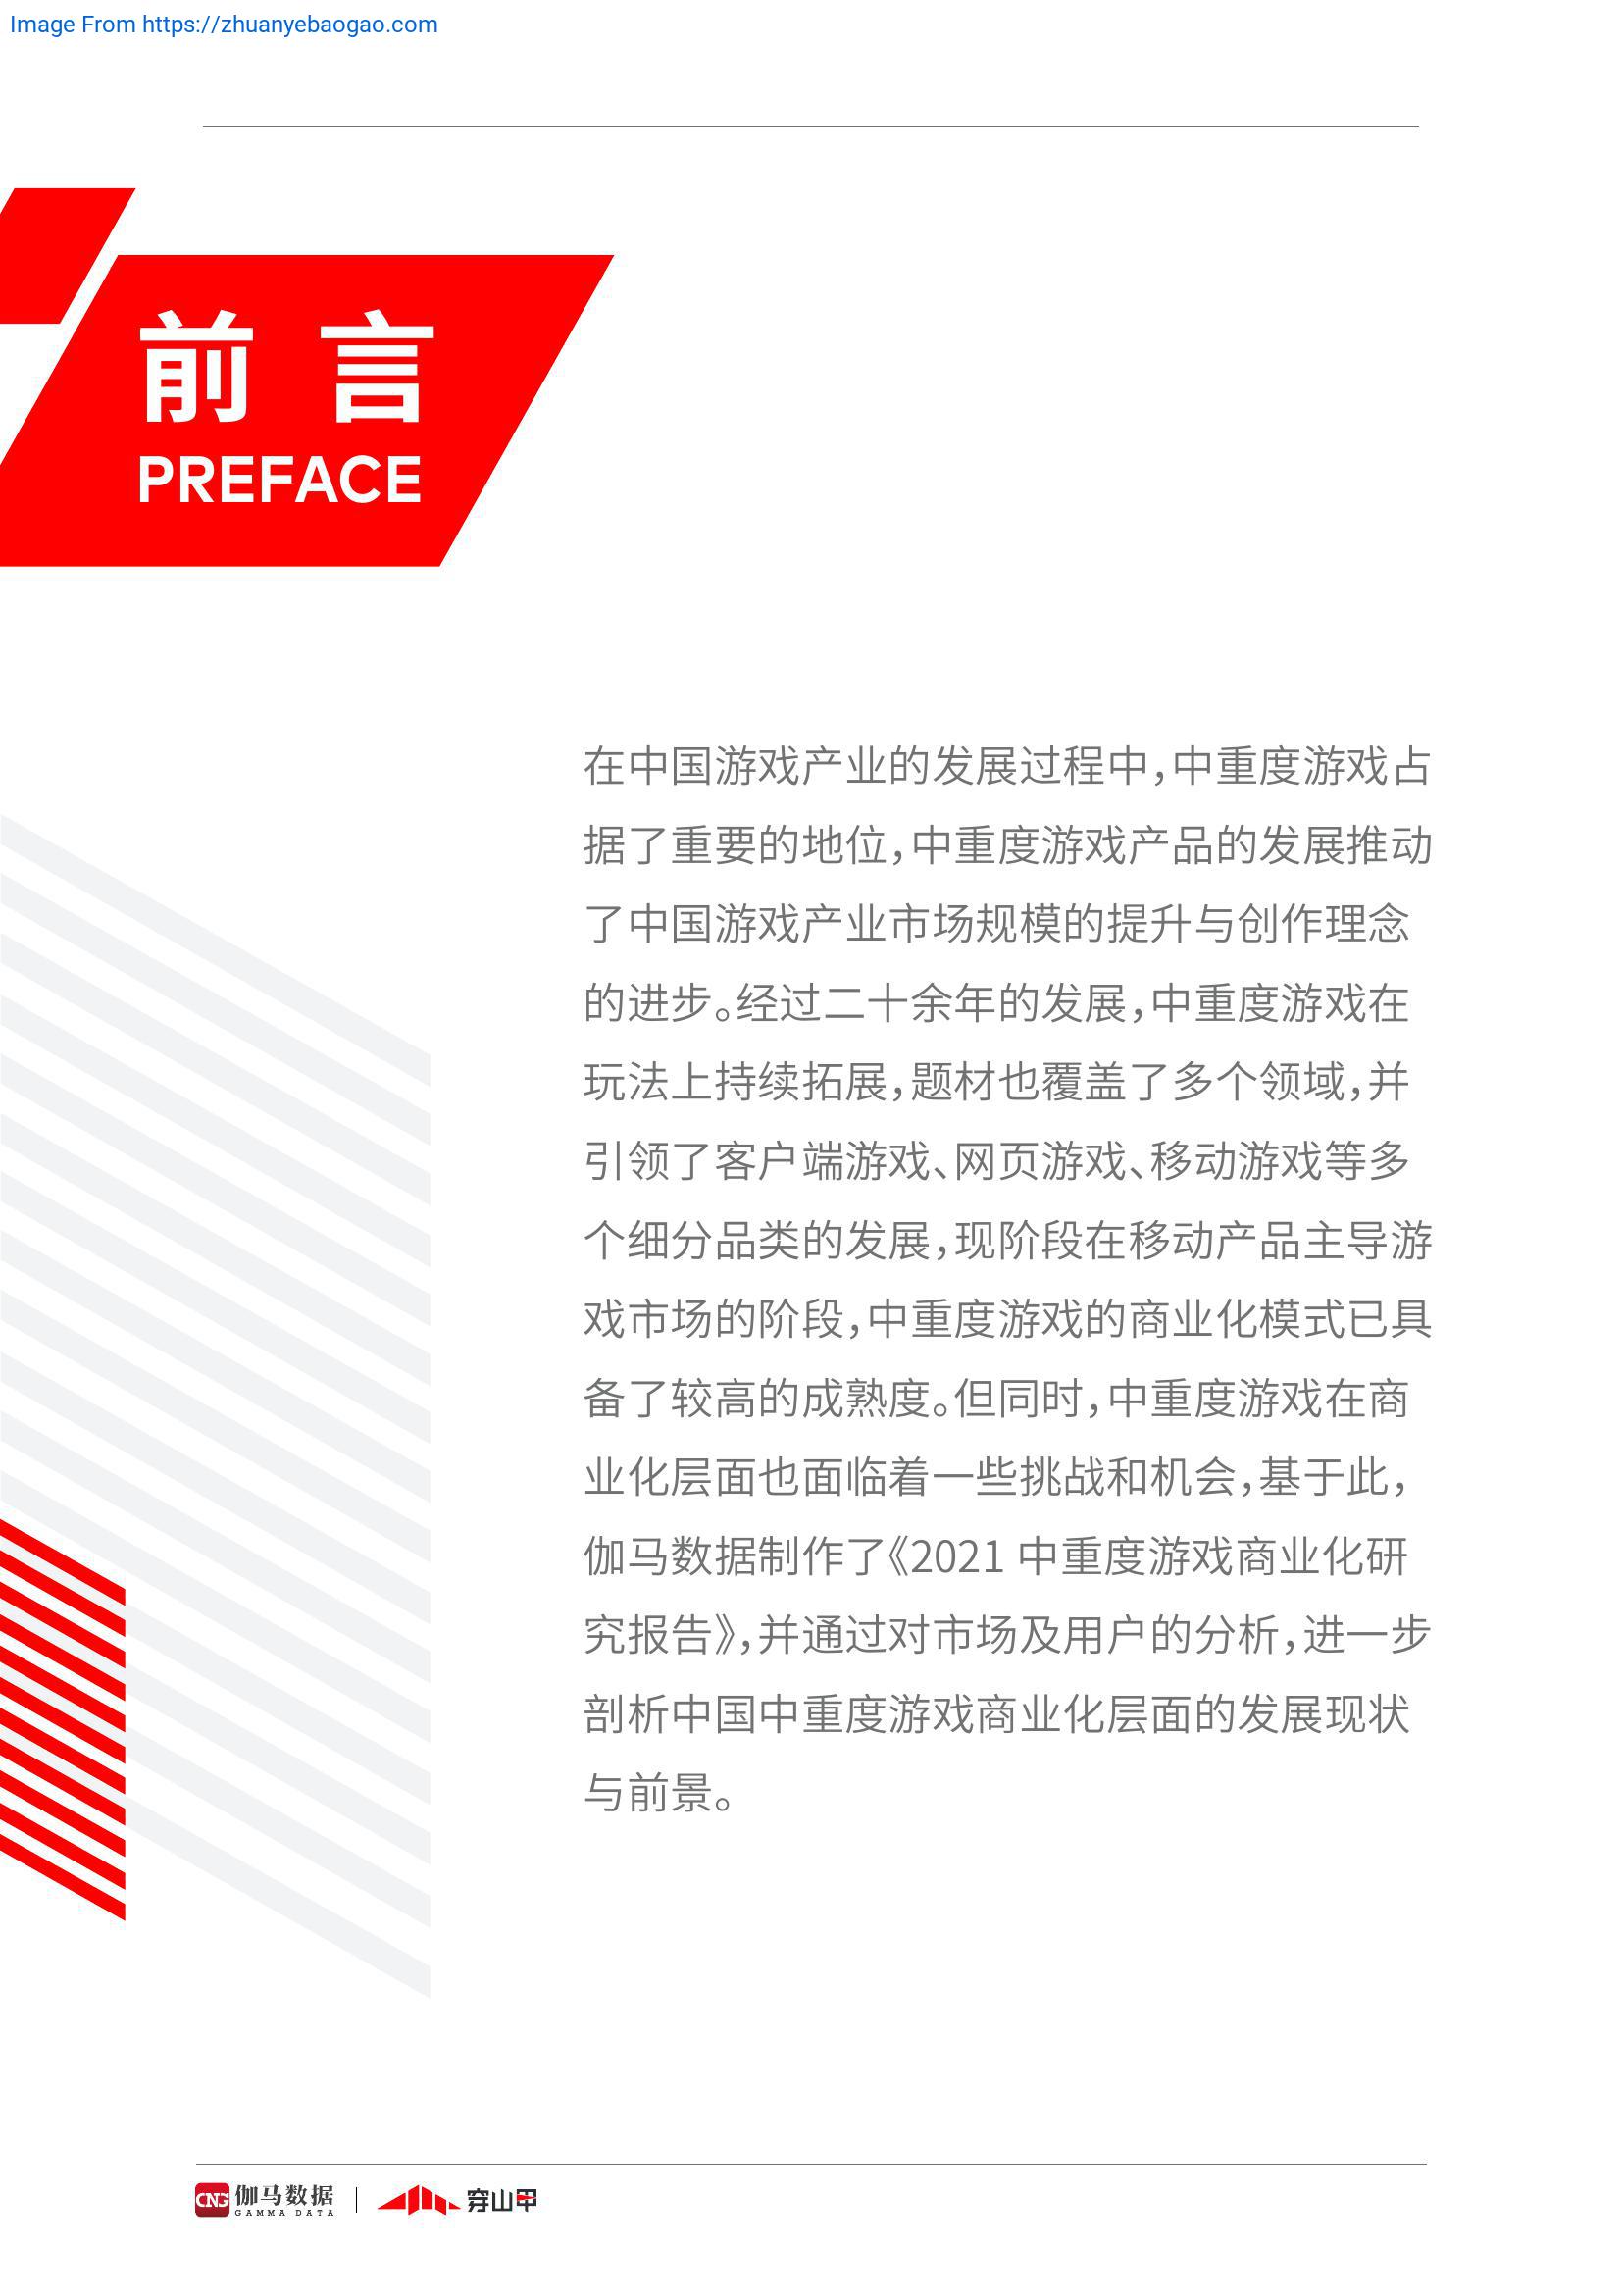 Image From https://zhuanyebaogao.com
前 言
PREFACE
在中国游戏产业的发展过程中，中重度游戏占
据了重要的地位，中重度游戏产品的发展推动
了中国游戏产业市场规模的提升与创作理念
的进步。经过二十余年的发展，中重度游戏在
玩法上持续拓展，题材也覆盖了多个领域，并
引领了客户端游戏、网页游戏、移动游戏等多
个细分品类的发展，现阶段在移动产品主导游
戏市场的阶段，中重度游戏的商业化模式已具
备了较高的成熟度。但同时，中重度游戏在商
业化层面也面临着一些挑战和机会，基于此，
伽马数据制作了《2021 中重度游戏商业化研
究报告》，并通过对市场及用户的分析，进一步
剖析中国中重度游戏商业化层面的发展现状
与前景。
CNG 伽马数据 穿山甲
GAMMA DATA